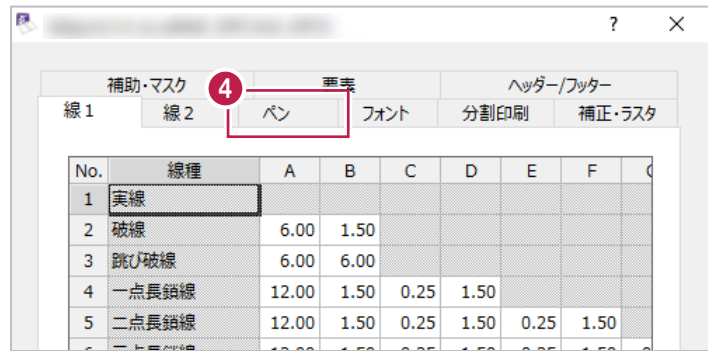 ? ×
補助・マスク 要素 ヘッダー/フッター
4
線1 線2 ペン フォント 分割印刷 補正・ラスタ
No. 線種 A B C D E F
1 実線
2 破線 6.00 1.50
3 跳び破線 6.00 6.00
4 一点長鎖線 12.00 1.50 0.25 1.50
5 二点長鎖線 12.00 1.50 0.25 1.50 0.25 1.50